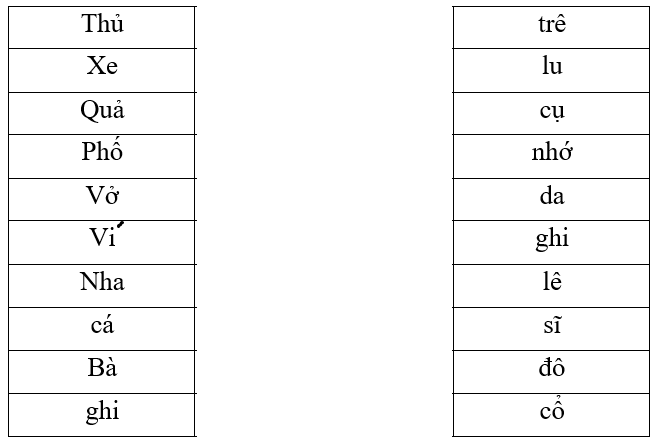 Thủ trê
Xe lu
Quả cụ
Phố nhớ
Vở da
Ví ghi
Nha lê
cá sĩ
Bà đô
ghi cổ